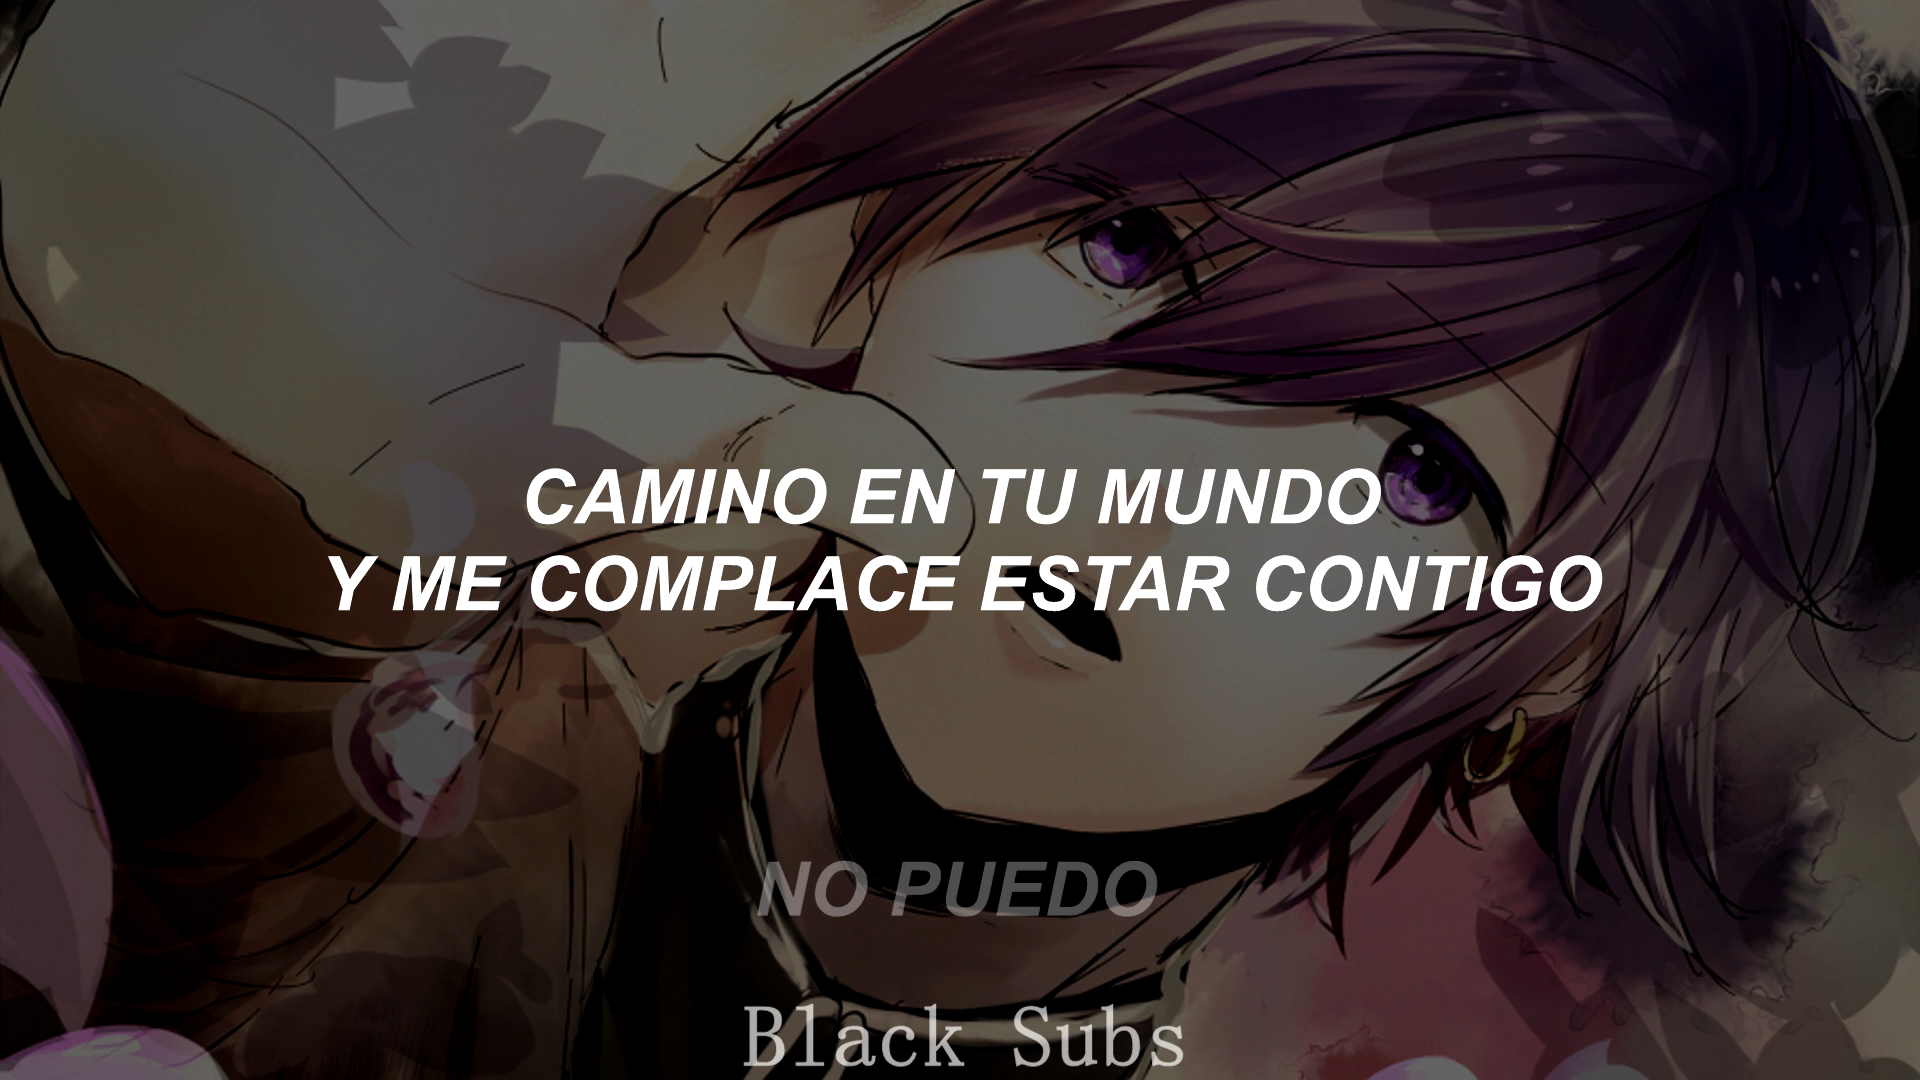 CAMINO EN TU MUNDO
Y ME COMPLACE ESTAR CONTIGO
NO PUEDO
Black Subs